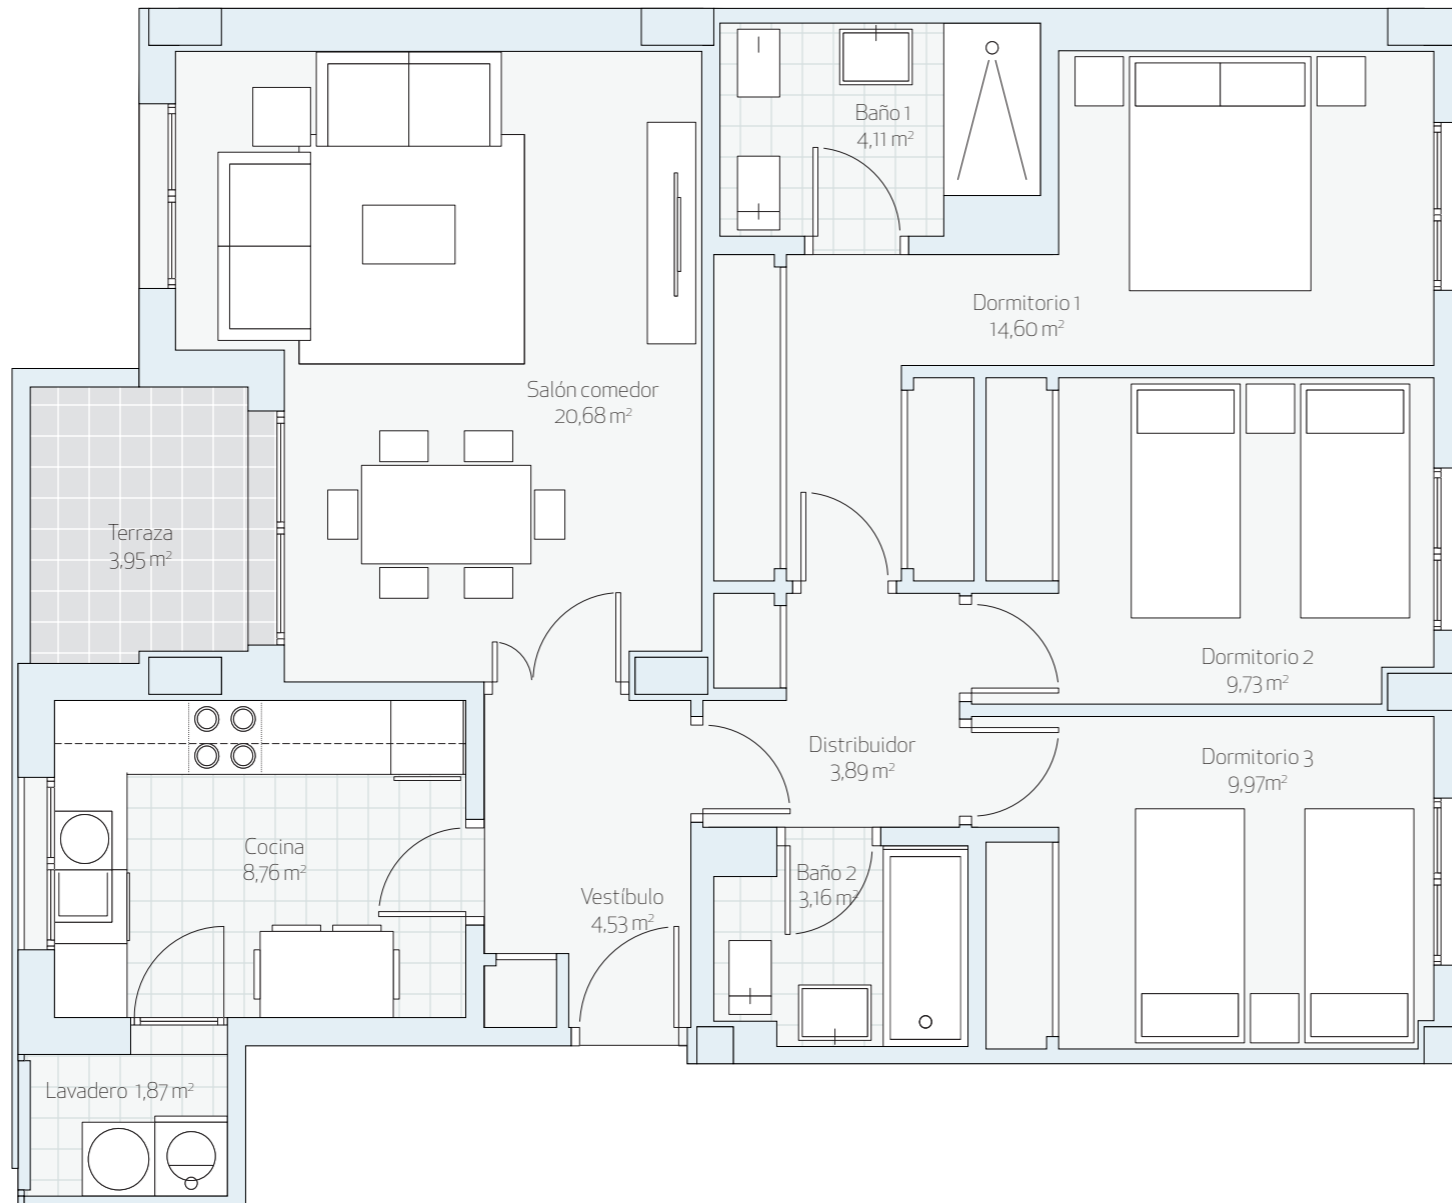 Baño 1
4,11 m²
Dormitorio 1
14,60 m²
Salón comedor
20,68 m²
Terraza
3,95 m²
Dormitorio 2
9,73 m²
Distribuidor
3,89 m²
Dormitorio 3
9,97m²
Cocina
8,76 m²
Baño 2
3,16 m²
Vestíbulo
4,53 m²
Lavadero 1,87 m²